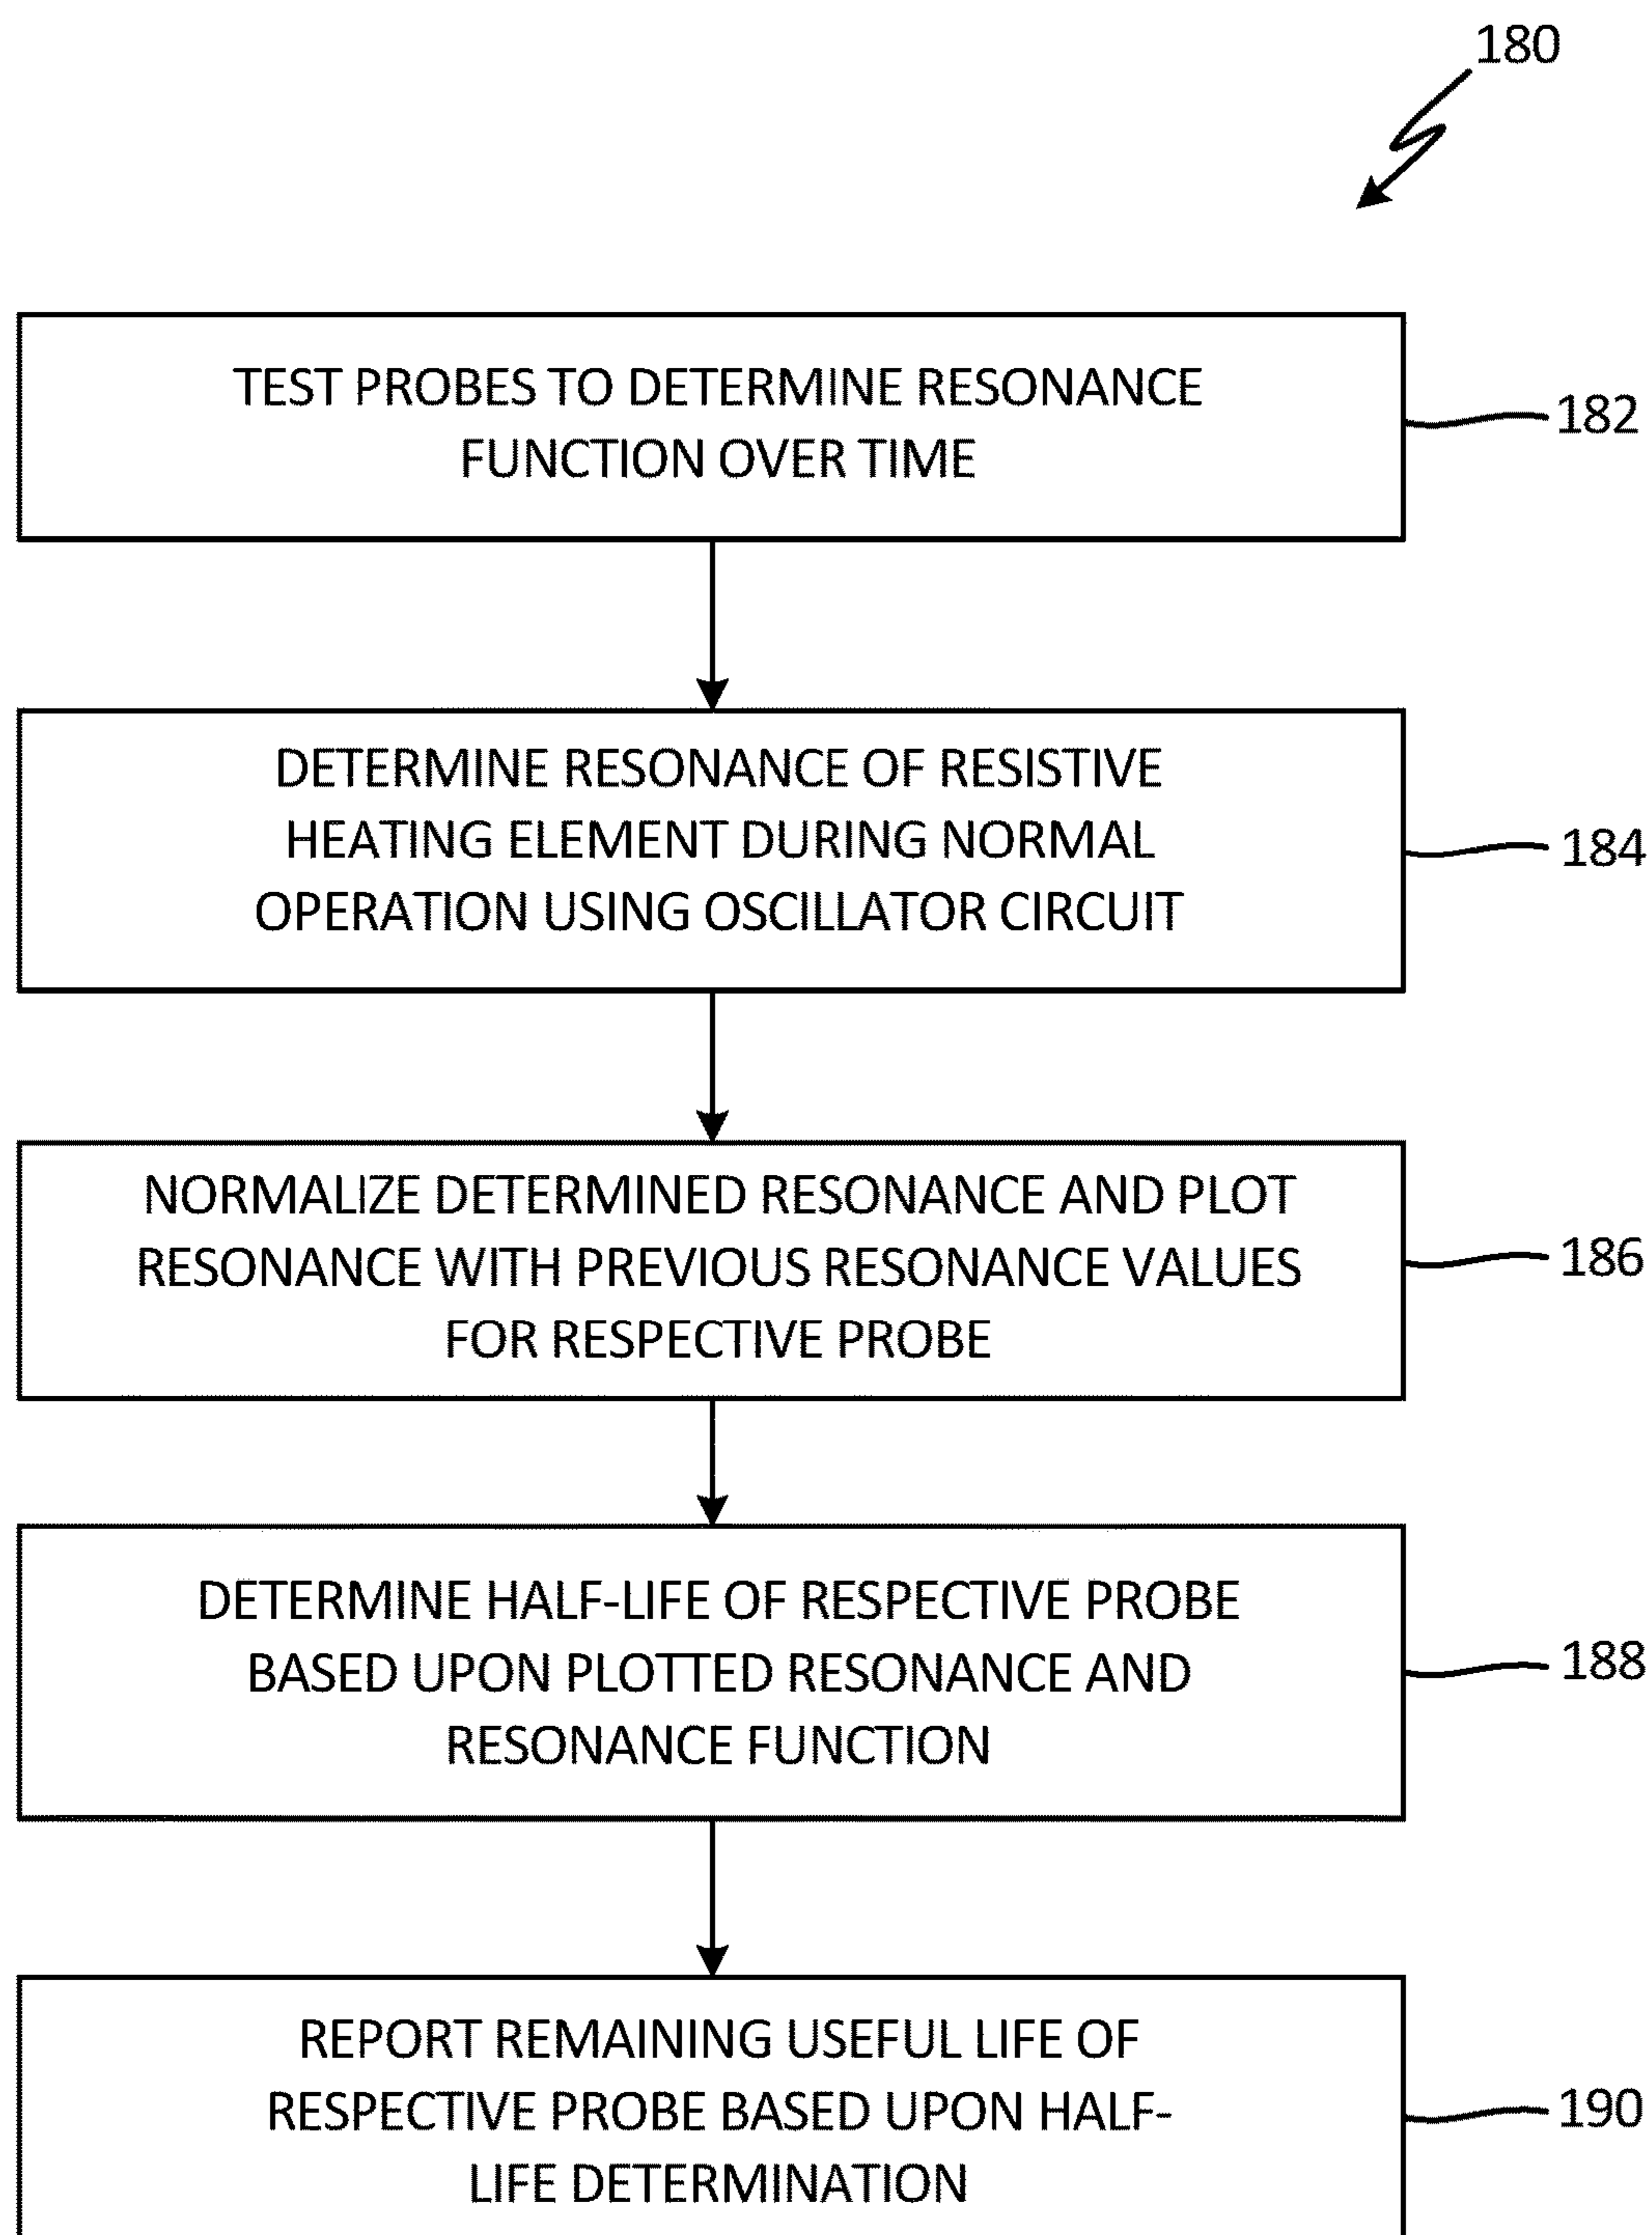 180
TEST PROBES TO DETERMINE RESONANCE
FUNCTION OVER TIME
182
DETERMINE RESONANCE OF RESISTIVE
HEATING ELEMENT DURING NORMAL
OPERATION USING OSCILLATOR CIRCUIT
184
NORMALIZE DETERMINED RESONANCE AND PLOT
RESONANCE WITH PREVIOUS RESONANCE VALUES
FOR RESPECTIVE PROBE
186
DETERMINE HALF-LIFE OF RESPECTIVE PROBE
BASED UPON PLOTTED RESONANCE AND
RESONANCE FUNCTION
188
REPORT REMAINING USEFUL LIFE OF
RESPECTIVE PROBE BASED UPON HALF-
LIFE DETERMINATION
190